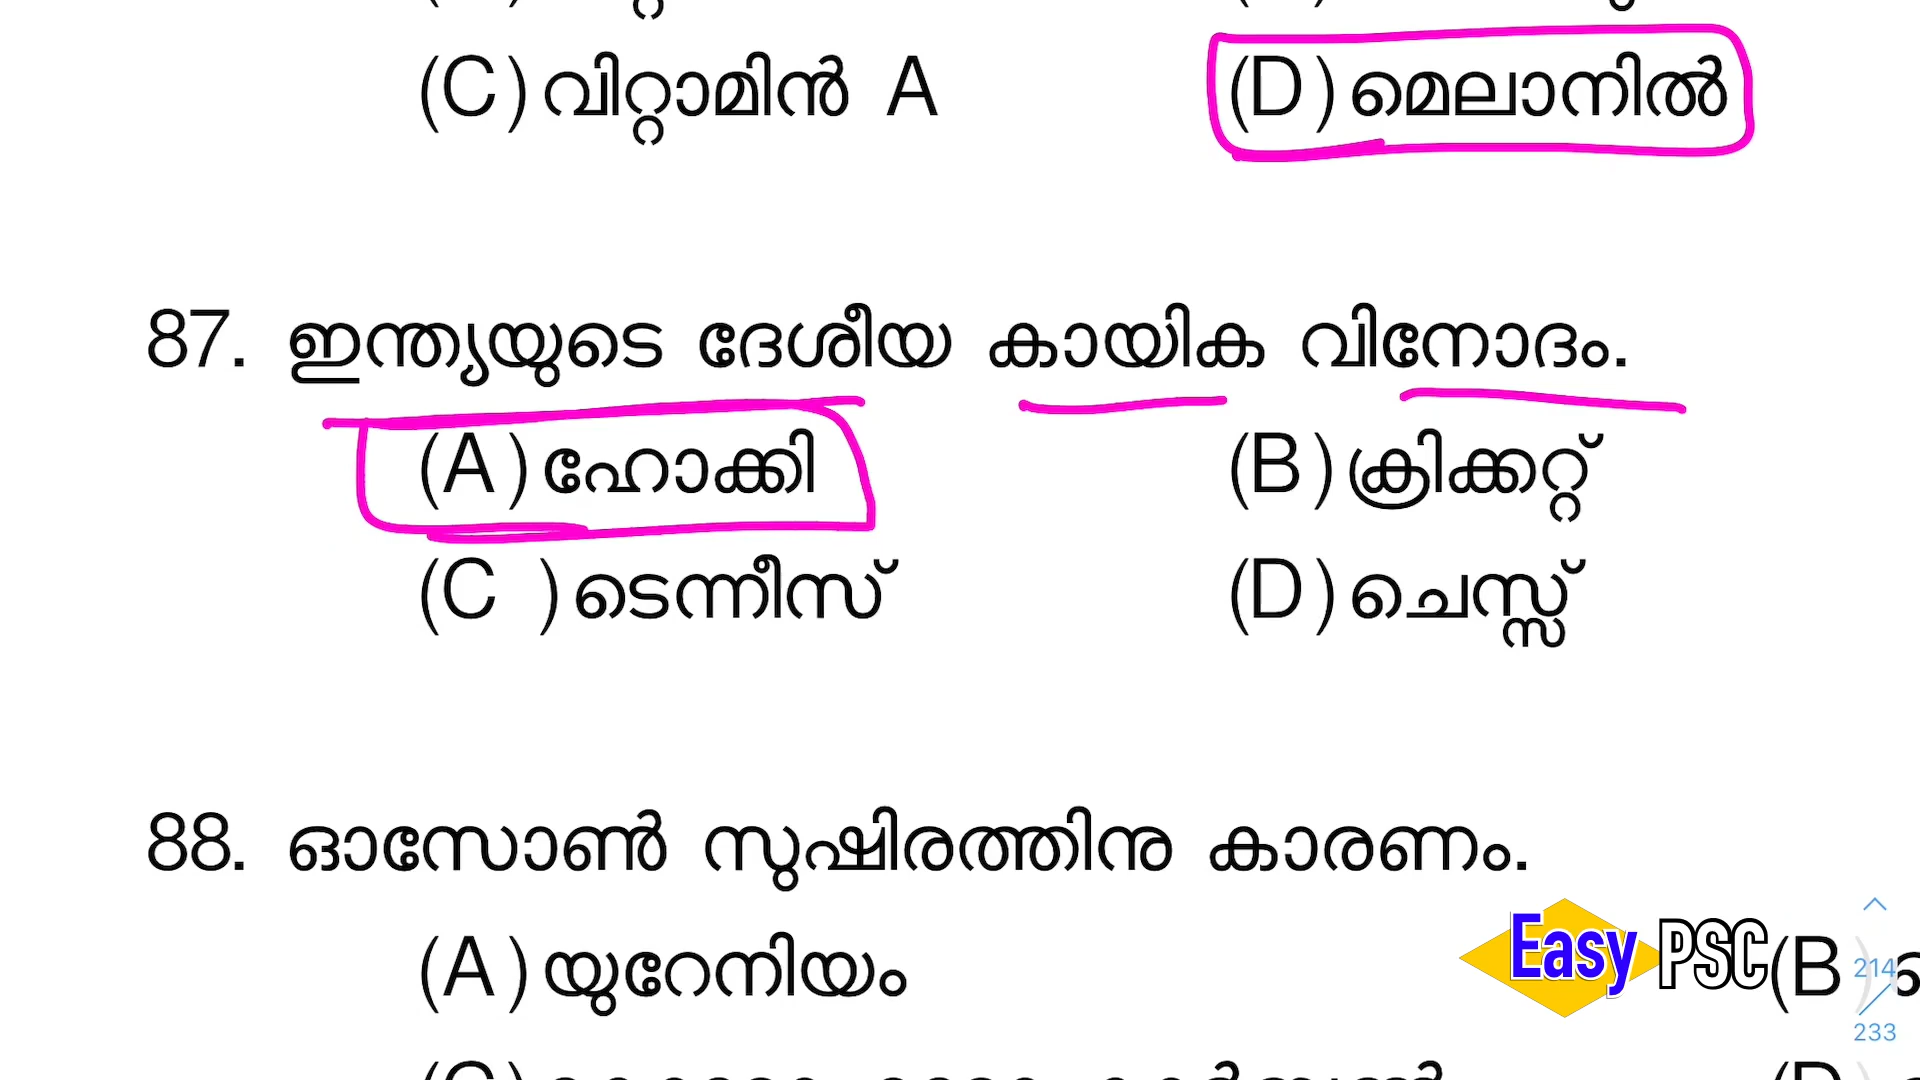 (C) വിറ്റാമിൻ A (D) മെലാനിൽ
87. ഇന്ത്യയുടെ ദേശീയ കായിക വിനോദം.
(A) ഹോക്കി (B) ക്രിക്കറ്റ്
(C ) ടെന്നീസ് (D) ചെസ്സ്
88. ഓസോൺ സുഷിരത്തിനു കാരണം.
(A) യുറേനിയം (B)
Easy PSC
214
233